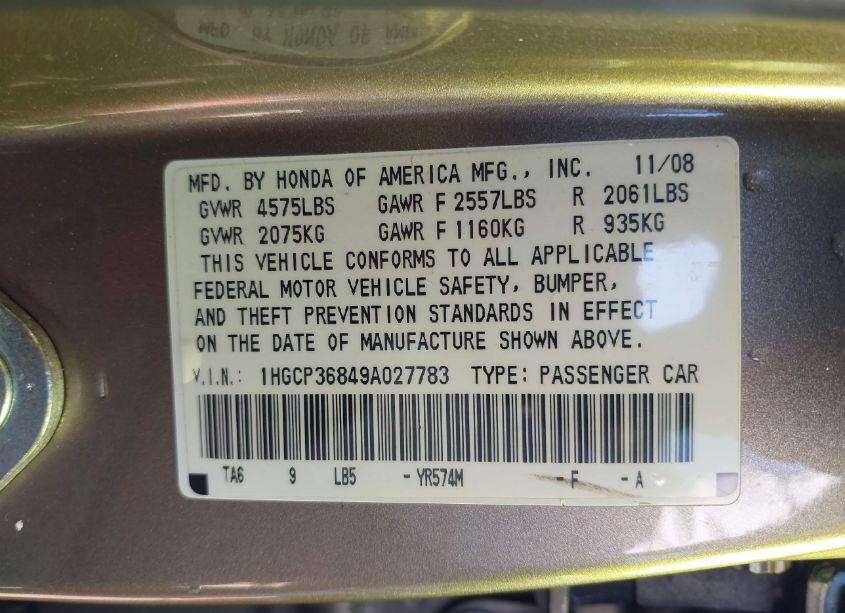 MFD. BY HONDA OF AMERICA MFG., INC. 11/08
GVWR 4575LBS GAWR F 2557LBS R 2061LBS
GVWR 2075KG GAWR F 1160KG R 935KG
THIS VEHICLE CONFORMS TO ALL APPLICABLE
FEDERAL MOTOR VEHICLE SAFETY, BUMPER,
AND THEFT PREVENTION STANDARDS IN EFFECT
ON THE DATE OF MANUFACTURE SHOWN ABOVE.
V.I.N.: 1HGCP36849A027783 TYPE: PASSENGER CAR
TA6 9 LB5 - YR574M - F - A